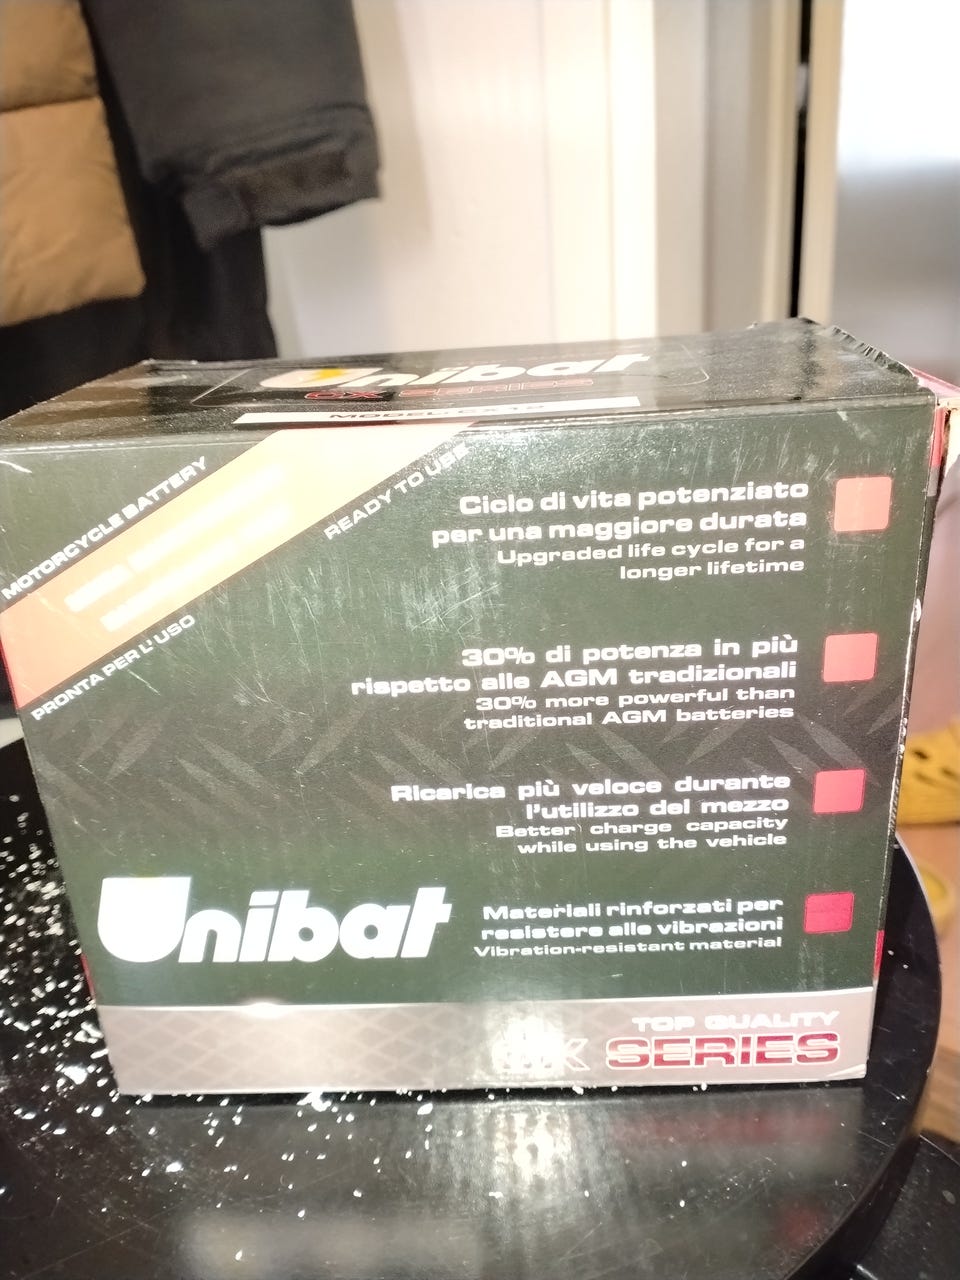 Unibat
CX SERIES
MOTORCYCLE BATTERY
READY TO USE
PRONTA PER L'USO
Ciclo di vita potenziato
per una maggiore durata
Upgraded life cycle for a
longer lifetime
30% di potenza in più
rispetto alle AGM tradizionali
30% more powerful than
traditional AGM batteries
Ricarica più veloce durante
l'utilizzo del mezzo
Better charge capacity
while using the vehicle
Unibat
Materiali rinforzati per
resistere alle vibrazioni
Vibration-resistant material
TOP QUALITY
SERIES